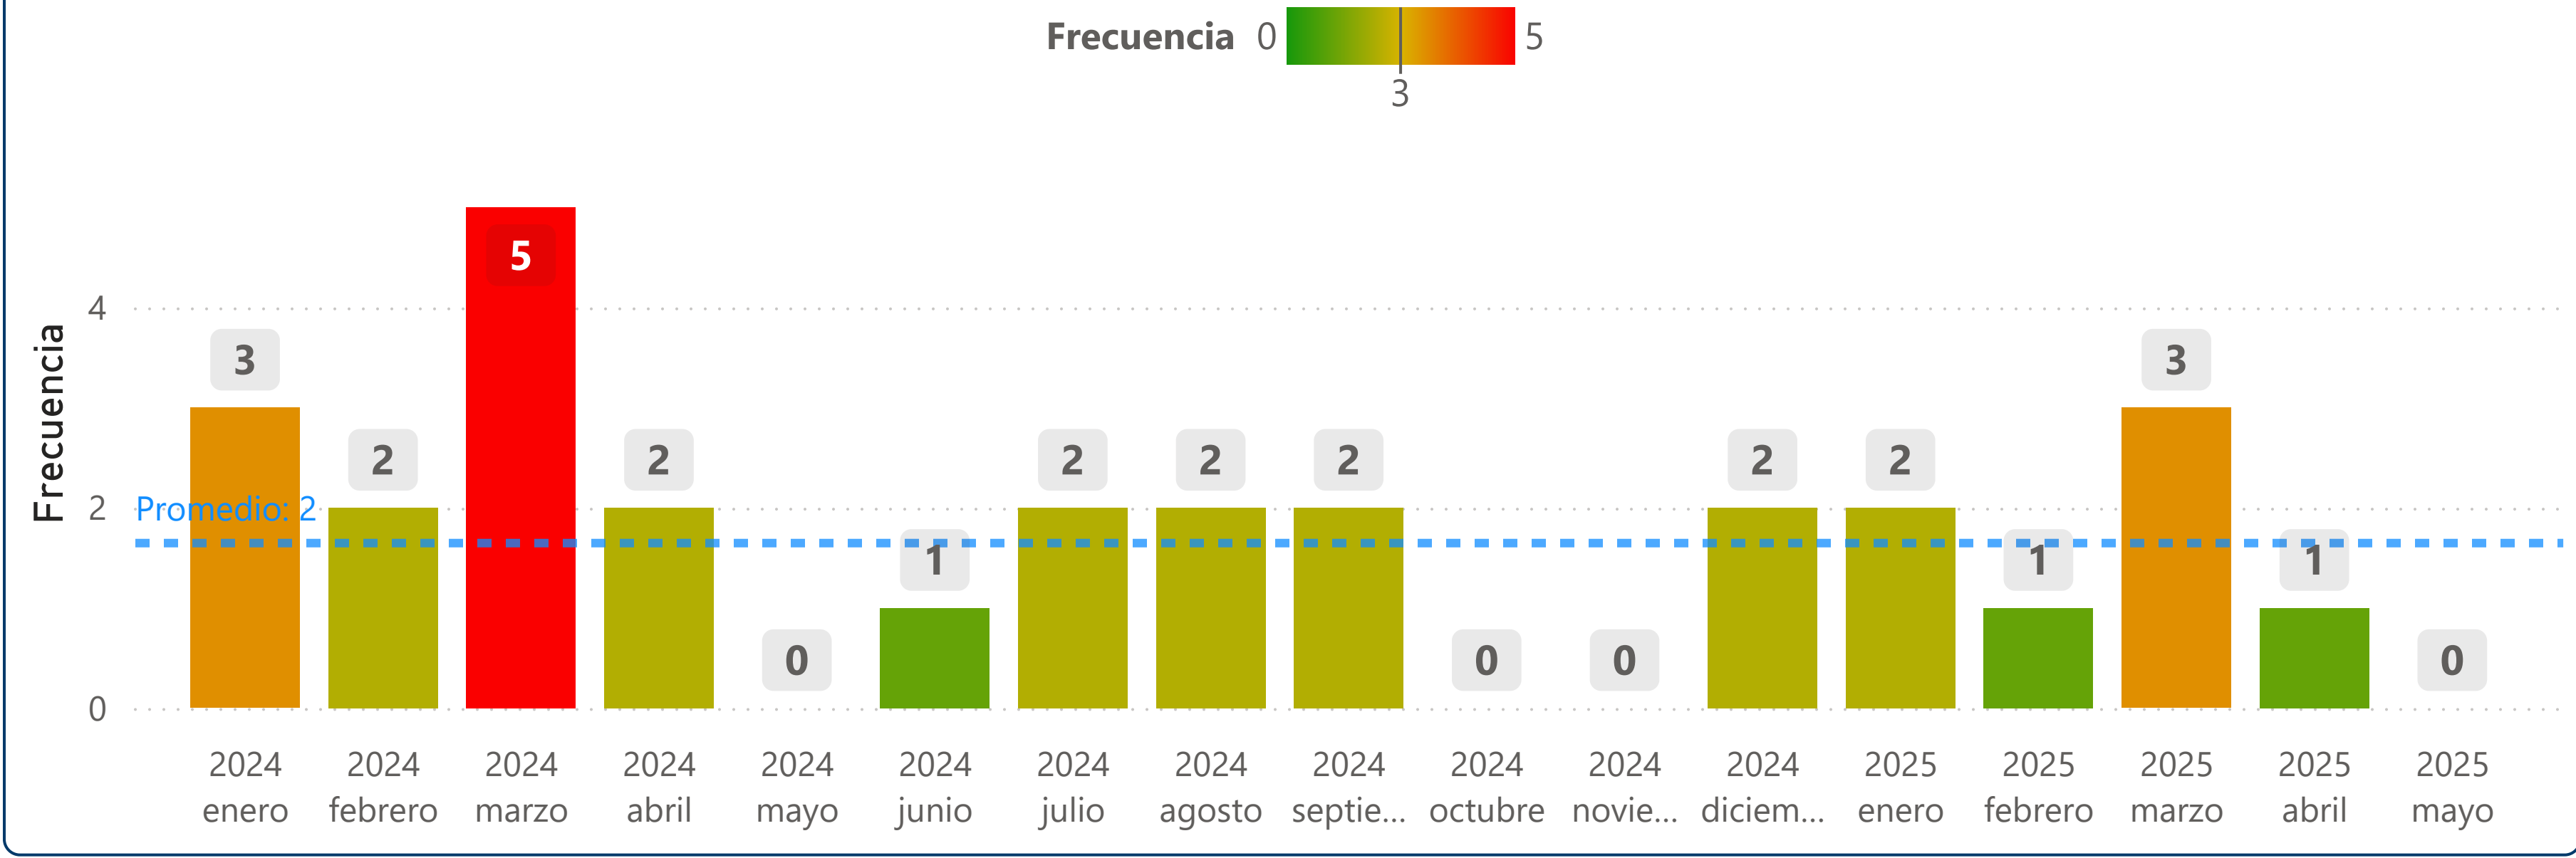 Frecuencia 0 5
3
Frecuencia
4
2
0
Promedio: 2
3
2
5
2
0
1
2
2
2
0
0
2
2
1
3
1
0
2024 enero
2024 febrero
2024 marzo
2024 abril
2024 mayo
2024 junio
2024 julio
2024 agosto
2024 septie...
2024 octubre
2024 novie...
2024 diciem...
2025 enero
2025 febrero
2025 marzo
2025 abril
2025 mayo